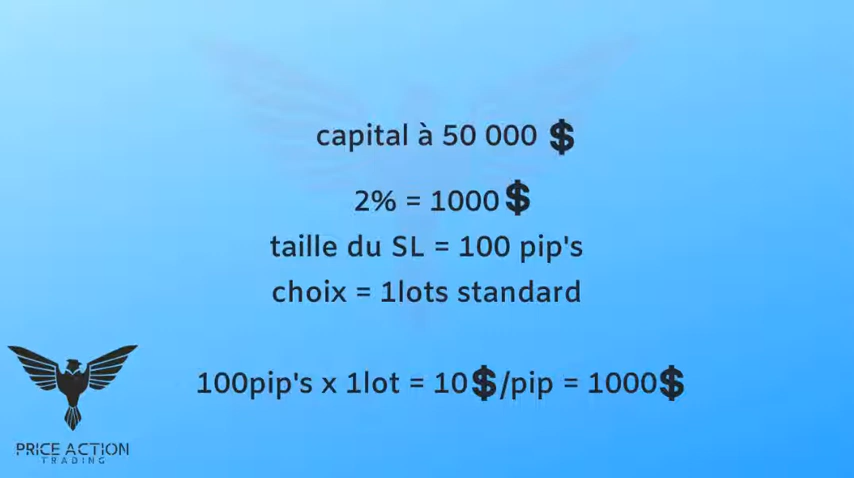 capital à 50 000 $
2% = 1000$
taille du SL = 100 pip's
choix = 1lots standard
100pip's x 1lot = 10$/pip = 1000$
PRICE ACTION
TRADING